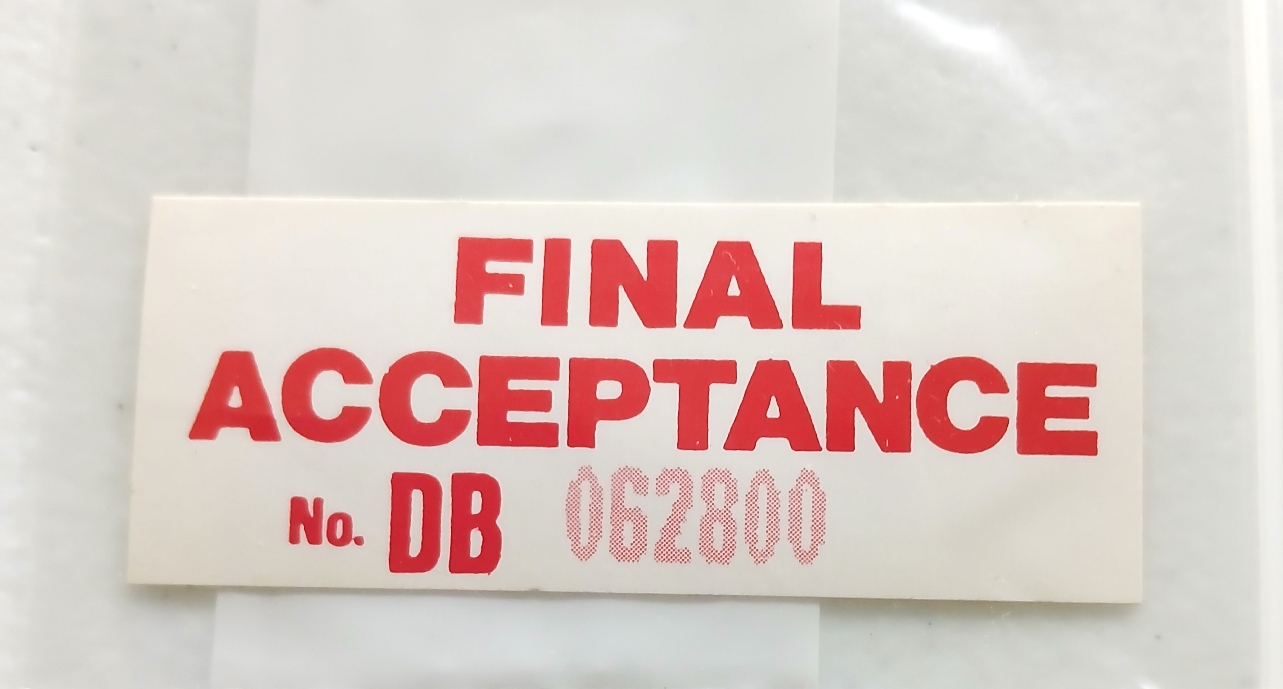 FINAL
ACCEPTANCE
No. DB 062800